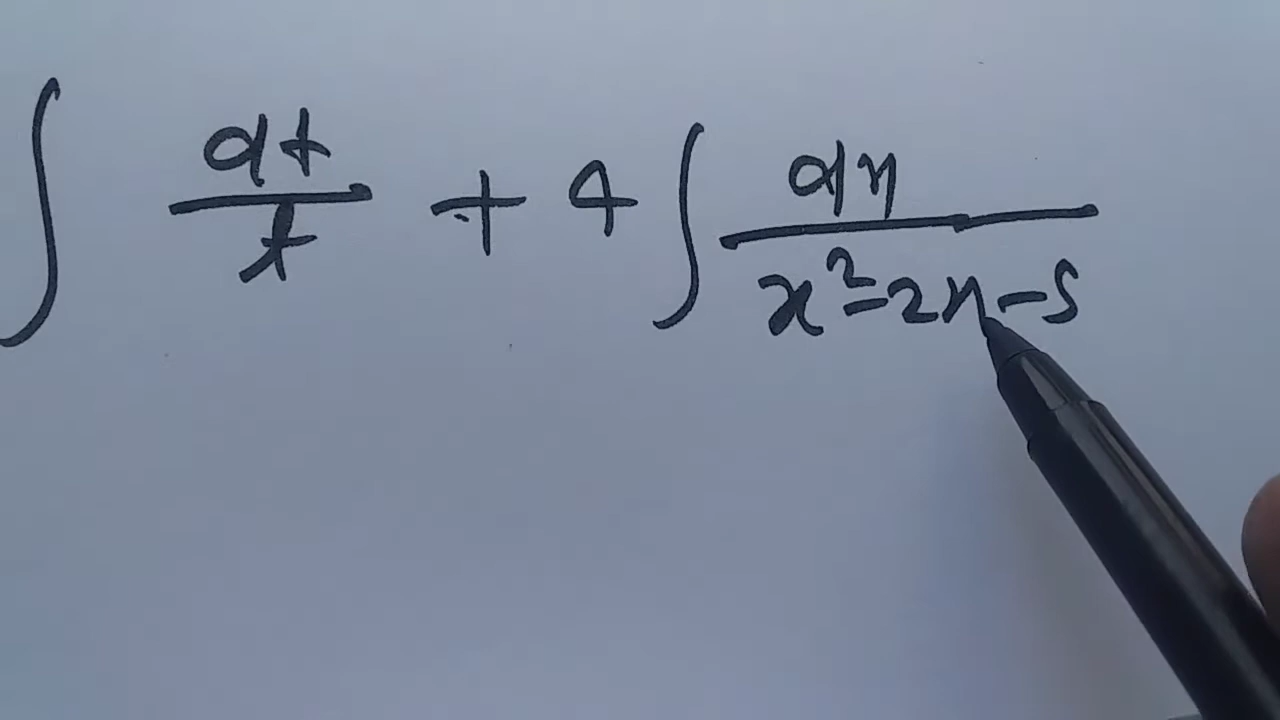 ∫ dt/t + 4 ∫ dx/x²-2x-5